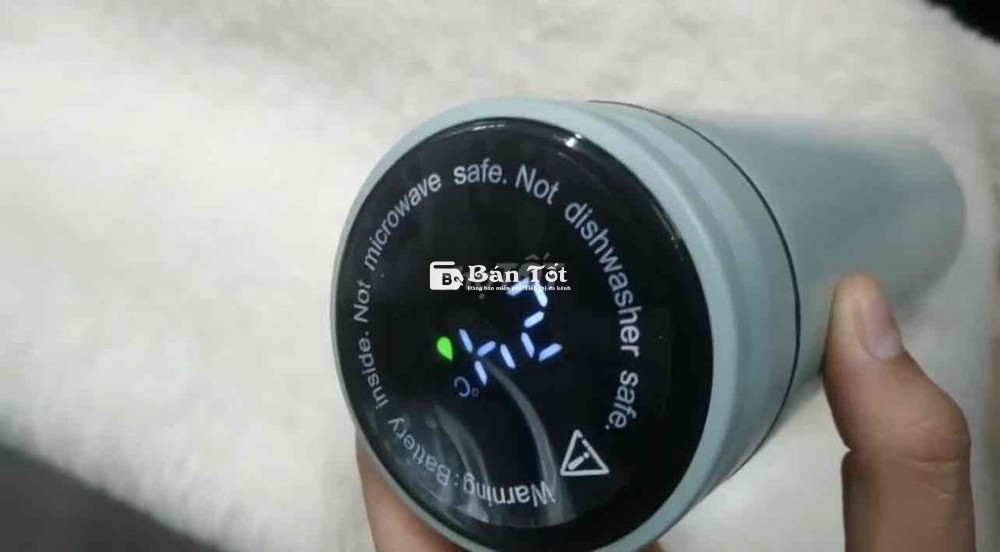 Warning: Battery inside. Not microwave safe. Not dishwasher safe.
°C
Bán Tốt